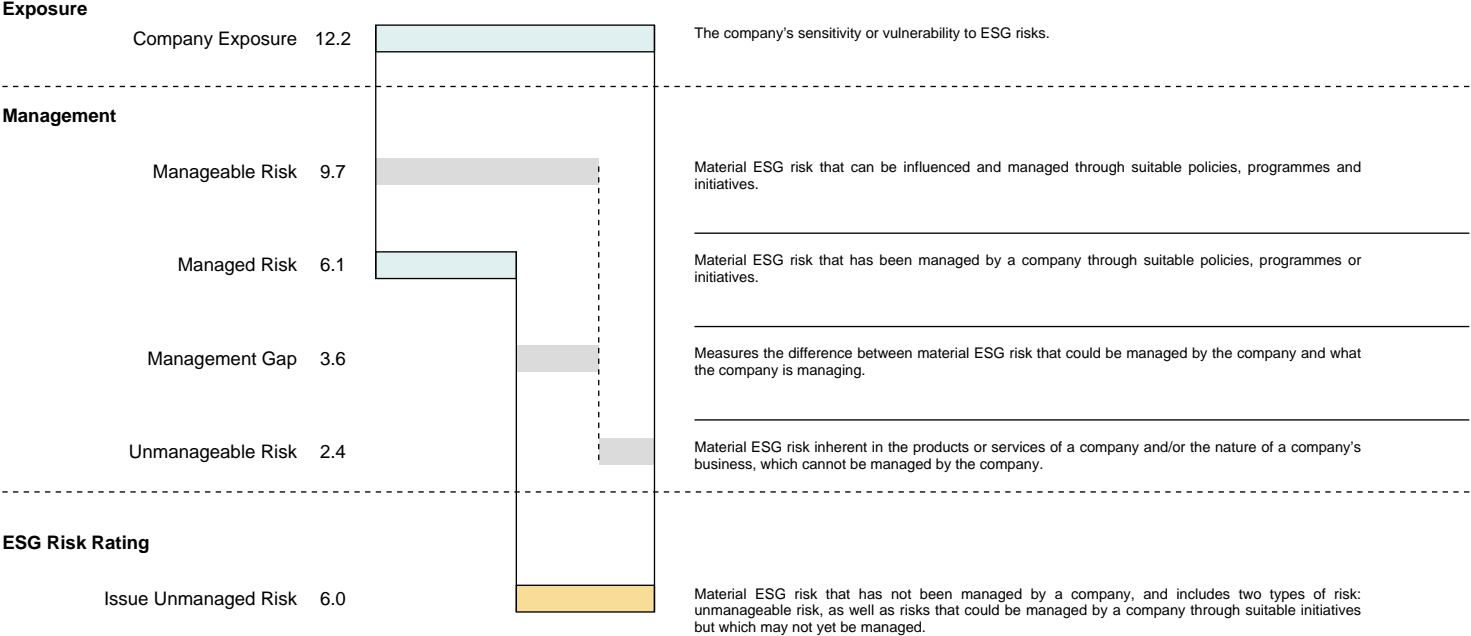 Exposure
Company Exposure 12.2
The company’s sensitivity or vulnerability to ESG risks.
Management
Manageable Risk 9.7
Material ESG risk that can be influenced and managed through suitable policies, programmes and
initiatives.
Managed Risk 6.1
Material ESG risk that has been managed by a company through suitable policies, programmes or
initiatives.
Management Gap 3.6
Measures the difference between material ESG risk that could be managed by the company and what
the company is managing.
Unmanageable Risk 2.4
Material ESG risk inherent in the products or services of a company and/or the nature of a company’s
business, which cannot be managed by the company.
ESG Risk Rating
Issue Unmanaged Risk 6.0
Material ESG risk that has not been managed by a company, and includes two types of risk:
unmanageable risk, as well as risks that could be managed by a company through suitable initiatives
but which may not yet be managed.